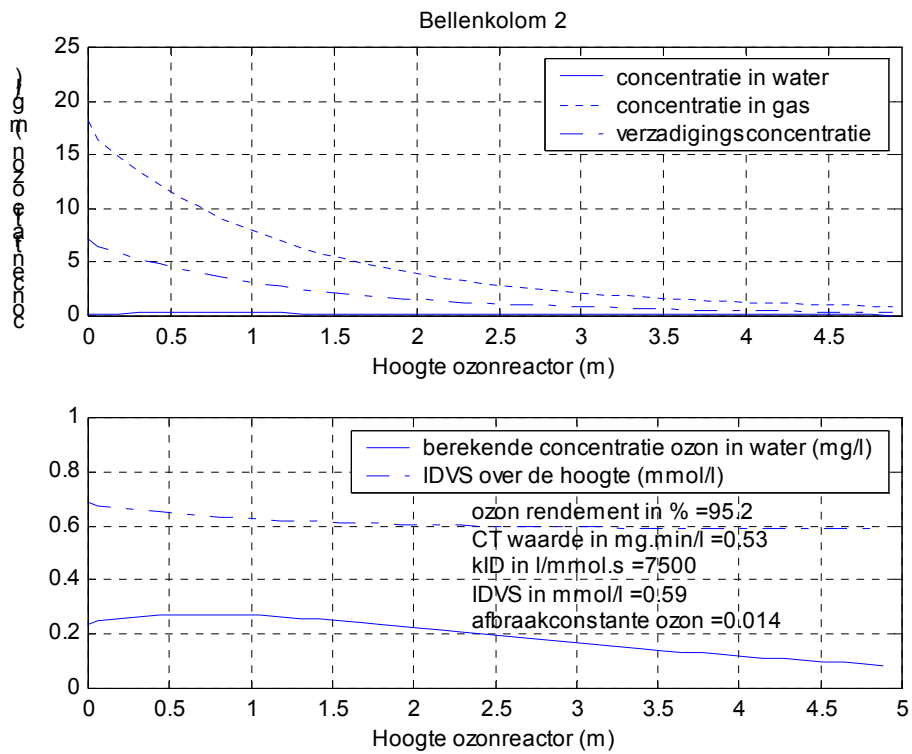 Bellenkolom 2
25
20
15
10
5
0
concentratie in water
concentratie in gas
verzadigingsconcentratie
0 0.5 1 1.5 2 2.5 3 3.5 4 4.5
Hoogte ozonreactor (m)
1
0.8
0.6
0.4
0.2
0
berekende concentratie ozon in water (mg/l)
IDVS over de hoogte (mmol/l)
ozon rendement in % =95.2
CT waarde in mg.min/l =0.53
kID in l/mmol.s =7500
IDVS in mmol/l =0.59
afbraakconstante ozon =0.014
0 0.5 1 1.5 2 2.5 3 3.5 4 4.5 5
Hoogte ozonreactor (m)